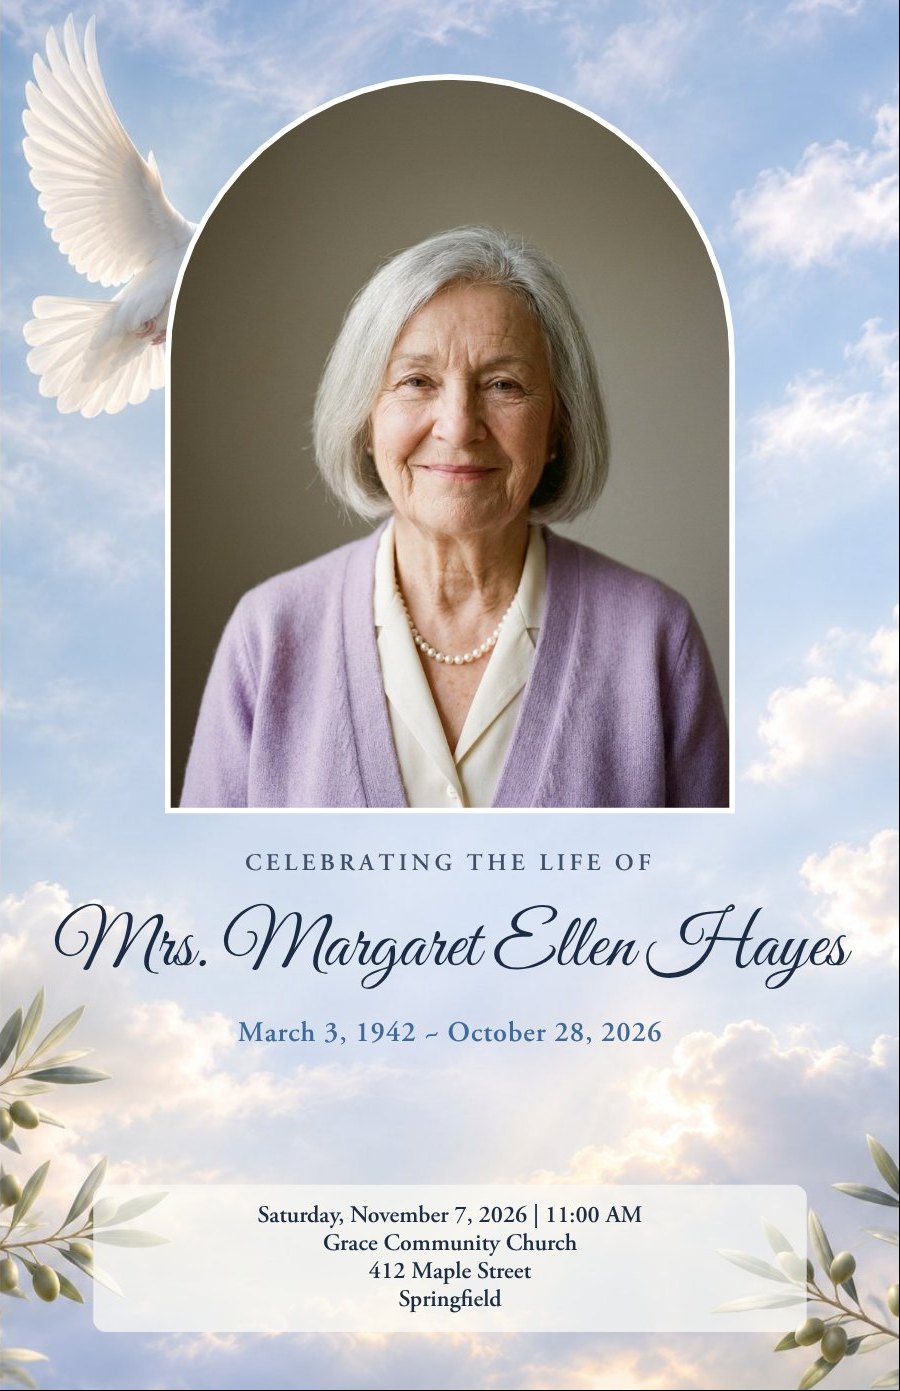 CELEBRATING THE LIFE OF
Mrs. Margaret Ellen Hayes
March 3, 1942 ~ October 28, 2026
Saturday, November 7, 2026 | 11:00 AM
Grace Community Church
412 Maple Street
Springfield